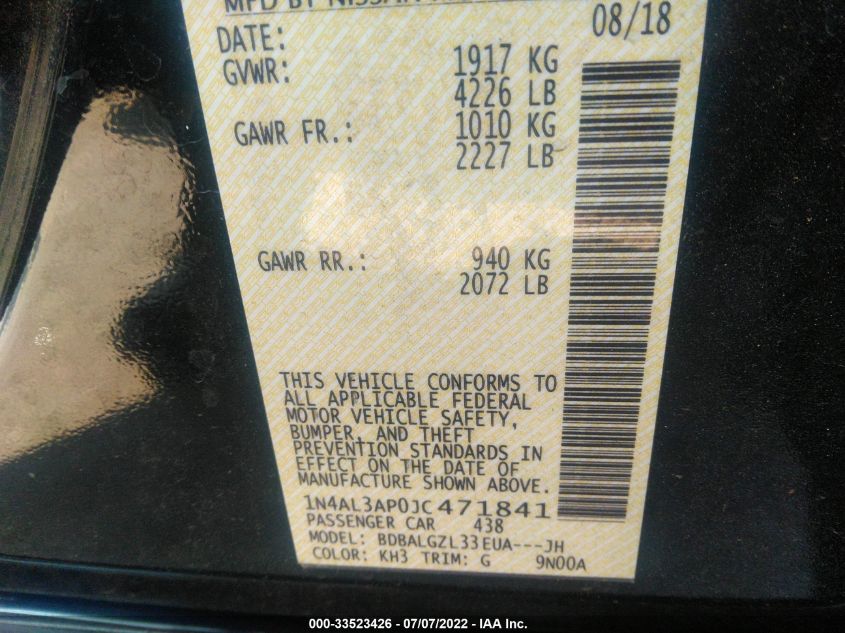 MFD BY NISSAN
DATE: 08/18
GVWR: 1917 KG
4226 LB
GAWR FR.: 1010 KG
2227 LB
GAWR RR.: 940 KG
2072 LB
THIS VEHICLE CONFORMS TO
ALL APPLICABLE FEDERAL
MOTOR VEHICLE SAFETY,
BUMPER, AND THEFT
PREVENTION STANDARDS IN
EFFECT ON THE DATE OF
MANUFACTURE SHOWN ABOVE.
1N4AL3AP0JC471841
PASSENGER CAR 438
MODEL: BDBALGZL33EUA---JH
COLOR: KH3 TRIM: G 9N00A
000-33523426 - 07/07/2022 - IAA Inc.